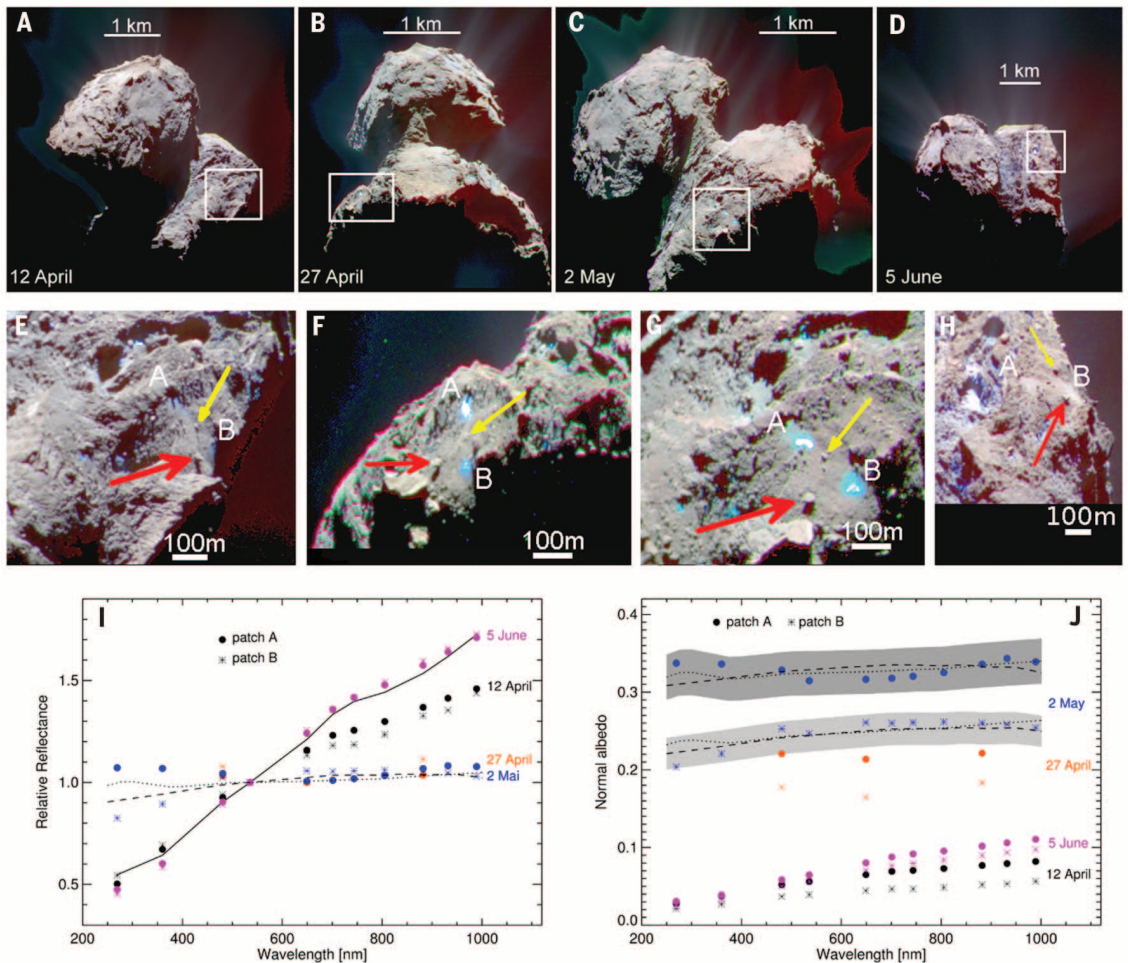 A
1 km
12 April
B
1 km
27 April
C
1 km
2 May
D
1 km
5 June
E
A
B
100m
F
A
B
100m
G
A
B
100m
H
A
B
100m
I
patch A
patch B
5 June
12 April
27 April
2 Mai
Relative Reflectance
1.5
1.0
0.5
200 400 600 800 1000
Wavelength [nm]
J
patch A patch B
2 May
27 April
5 June
12 April
Normal albedo
0.4
0.3
0.2
0.1
0.0
200 400 600 800 1000
Wavelength [nm]